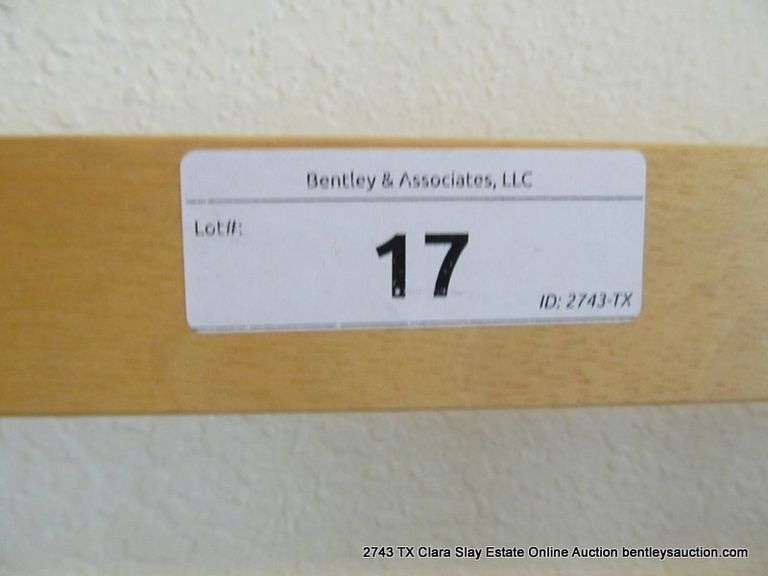 Bentley & Associates, LLC
Lot#:
17
ID: 2743-TX
2743 TX Clara Slay Estate Online Auction bentleysauction.com